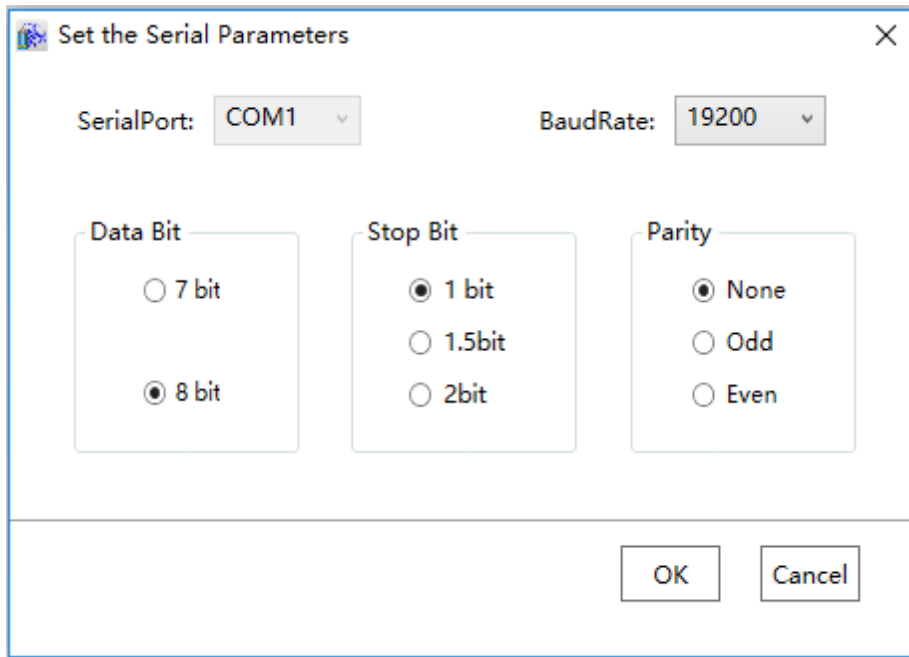 Set the Serial Parameters
SerialPort: COM1 BaudRate: 19200
Data Bit Stop Bit Parity
7 bit 1 bit None
1.5bit Odd
8 bit 2bit Even
OK Cancel